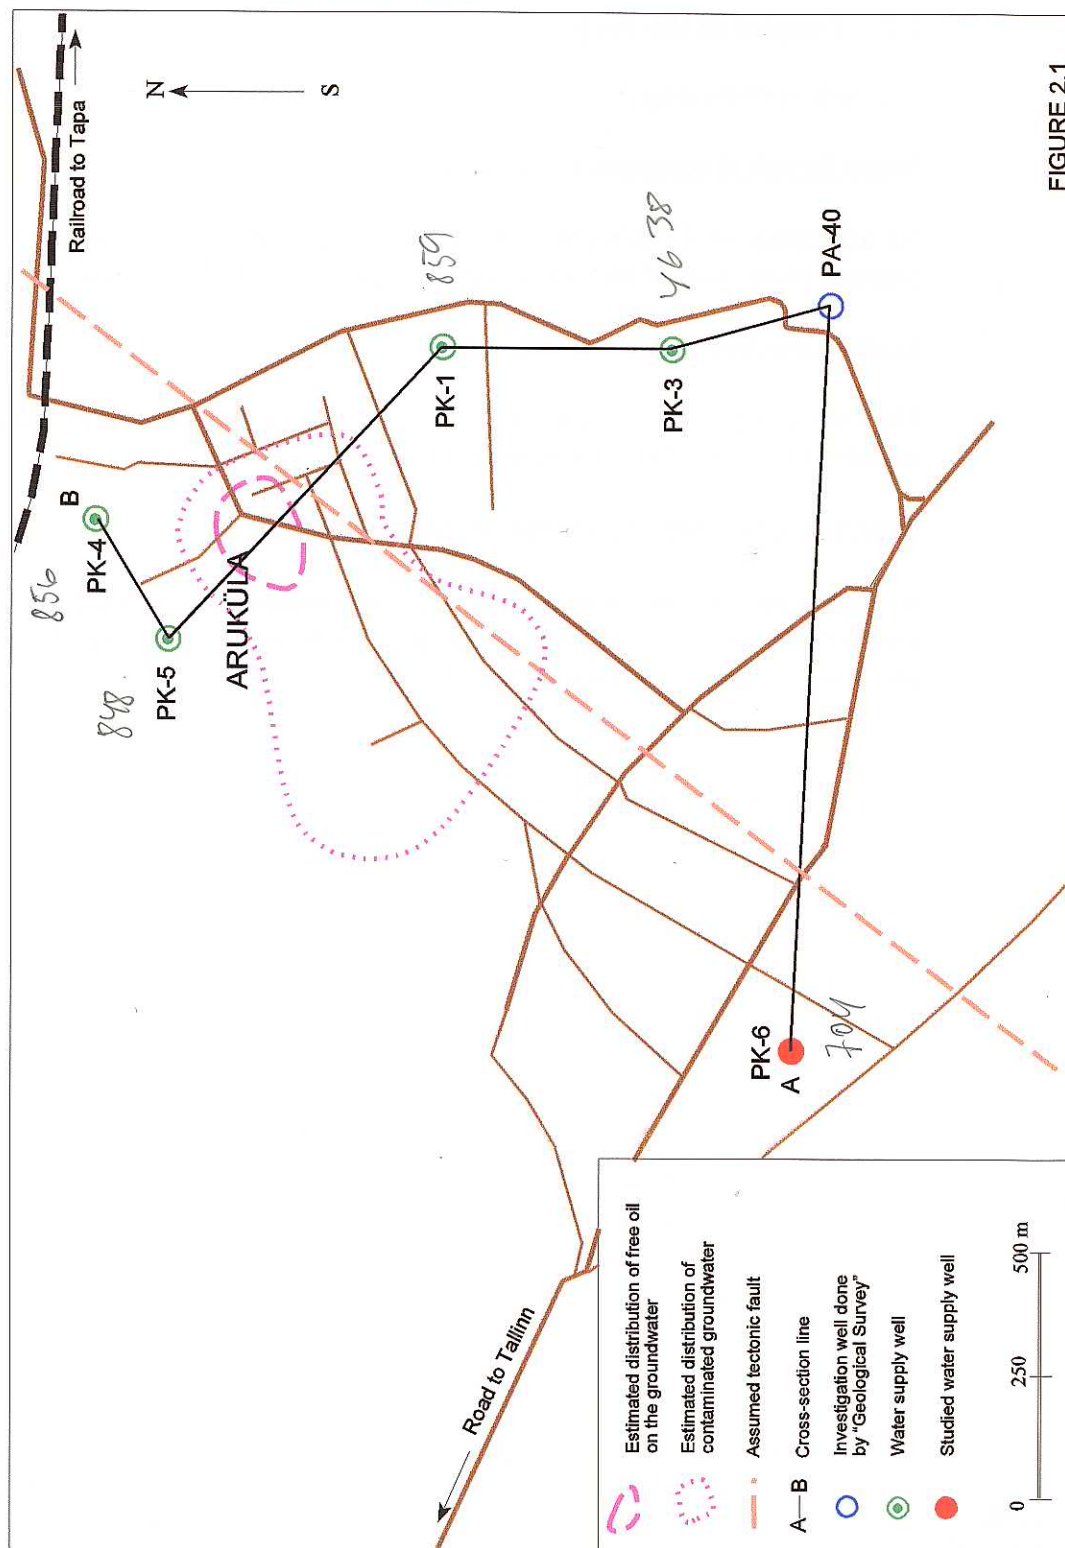 Railroad to Tapa
N
S
FIGURE 2.1
856
B
PK-4
848
PK-5
ARUKÜLA
859
PK-1
4638
PK-3
PA-40
PK-6
A
704
Road to Tallinn
Estimated distribution of free oil
on the groundwater
Estimated distribution of
contaminated groundwater
Assumed tectonic fault
A—B Cross-section line
Investigation well done
by "Geological Survey"
Water supply well
Studied water supply well
0 250 500 m